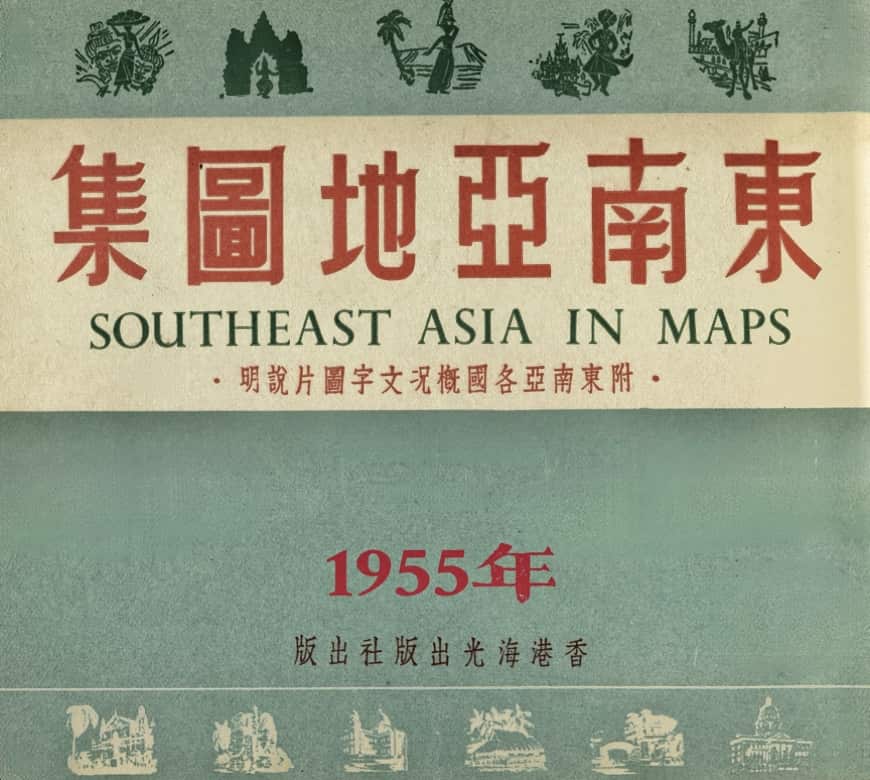 東南亞地圖集
SOUTHEAST ASIA IN MAPS
・附東南亞各國概況文字圖片說明・
1955年
香港海光出版社出版